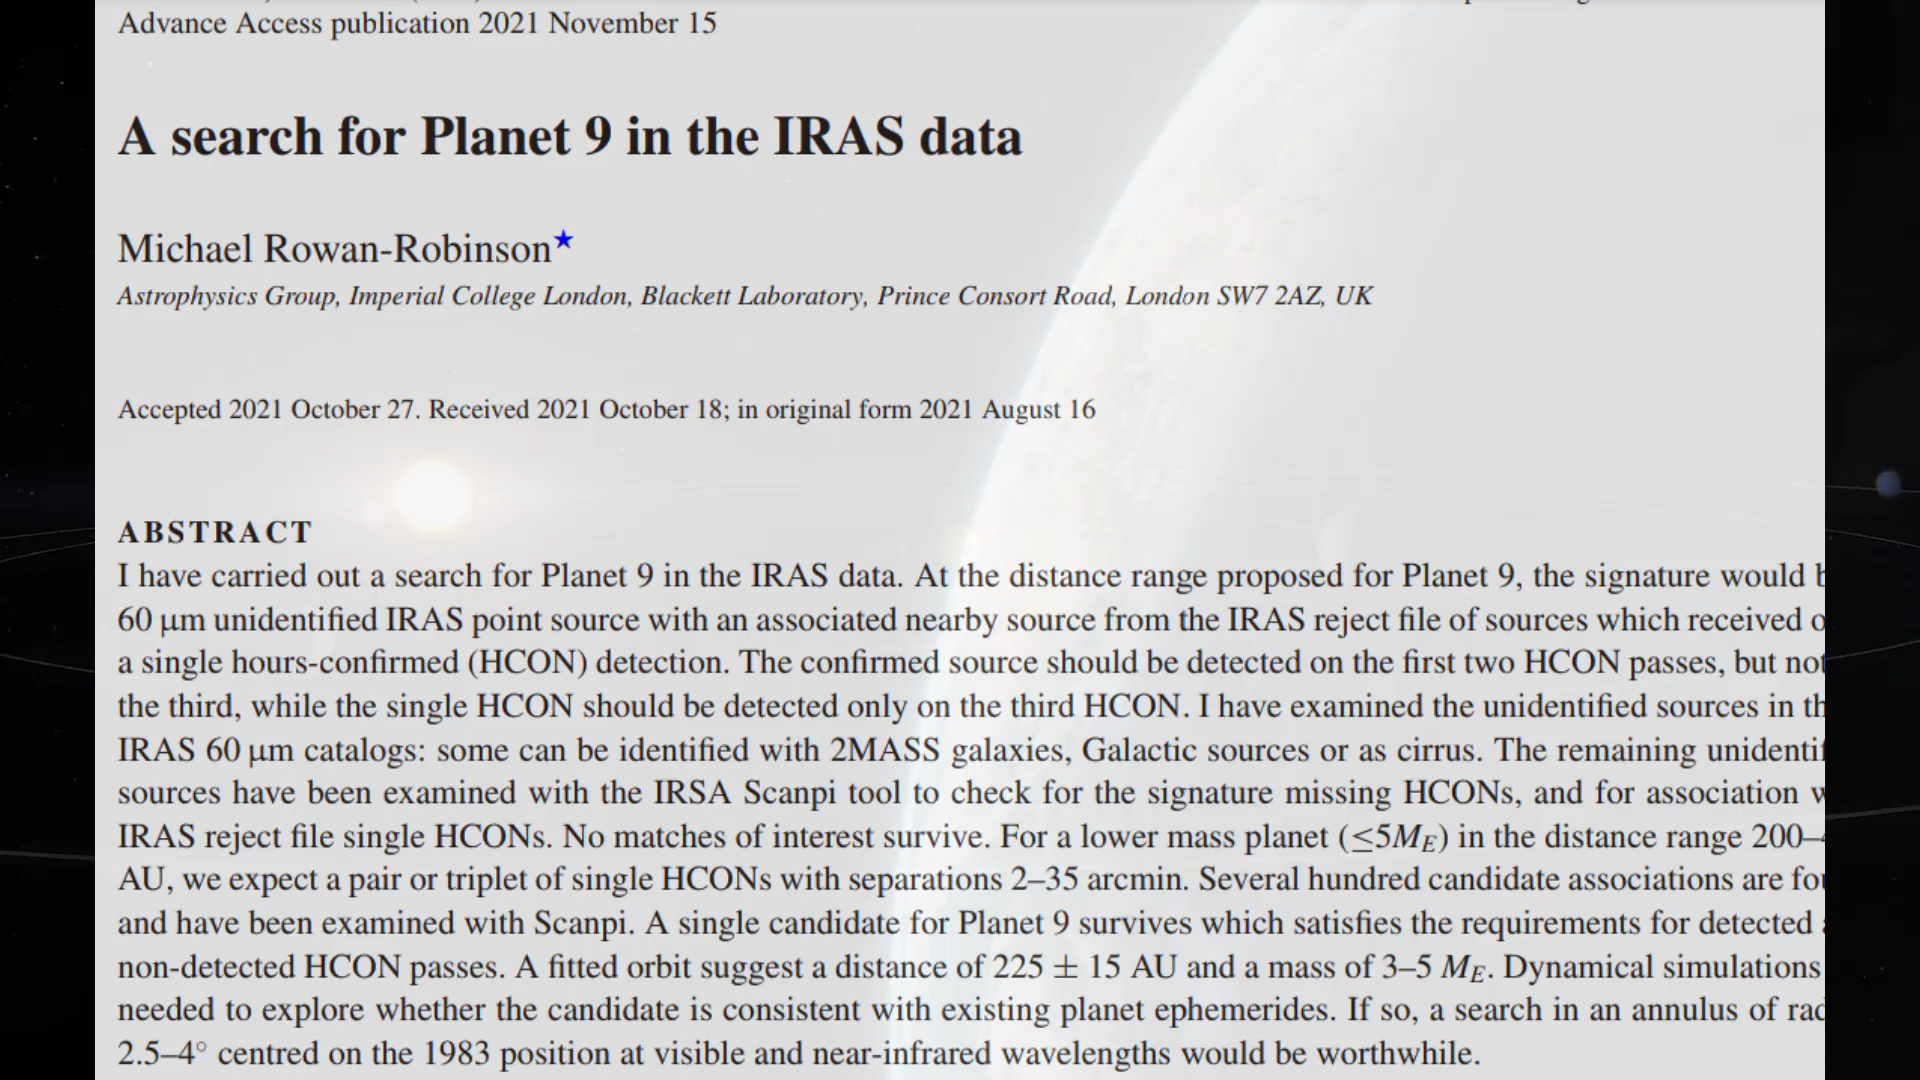 Advance Access publication 2021 November 15
A search for Planet 9 in the IRAS data
Michael Rowan-Robinson★
Astrophysics Group, Imperial College London, Blackett Laboratory, Prince Consort Road, London SW7 2AZ, UK
Accepted 2021 October 27. Received 2021 October 18; in original form 2021 August 16
ABSTRACT
I have carried out a search for Planet 9 in the IRAS data. At the distance range proposed for Planet 9, the signature would
60 μm unidentified IRAS point source with an associated nearby source from the IRAS reject file of sources which received
a single hours-confirmed (HCON) detection. The confirmed source should be detected on the first two HCON passes, but not
the third, while the single HCON should be detected only on the third HCON. I have examined the unidentified sources in
IRAS 60 μm catalogs: some can be identified with 2MASS galaxies, Galactic sources or as cirrus. The remaining
sources have been examined with the IRSA Scanpi tool to check for the signature missing HCONs, and for association
IRAS reject file single HCONs. No matches of interest survive. For a lower mass planet (≤5M_E) in the distance range 200–
AU, we expect a pair or triplet of single HCONs with separations 2–35 arcmin. Several hundred candidate associations are
and have been examined with Scanpi. A single candidate for Planet 9 survives which satisfies the requirements for detected
non-detected HCON passes. A fitted orbit suggest a distance of 225 ± 15 AU and a mass of 3–5 M_E. Dynamical simulations
needed to explore whether the candidate is consistent with existing planet ephemerides. If so, a search in an annulus of
2.5–4° centred on the 1983 position at visible and near-infrared wavelengths would be worthwhile.